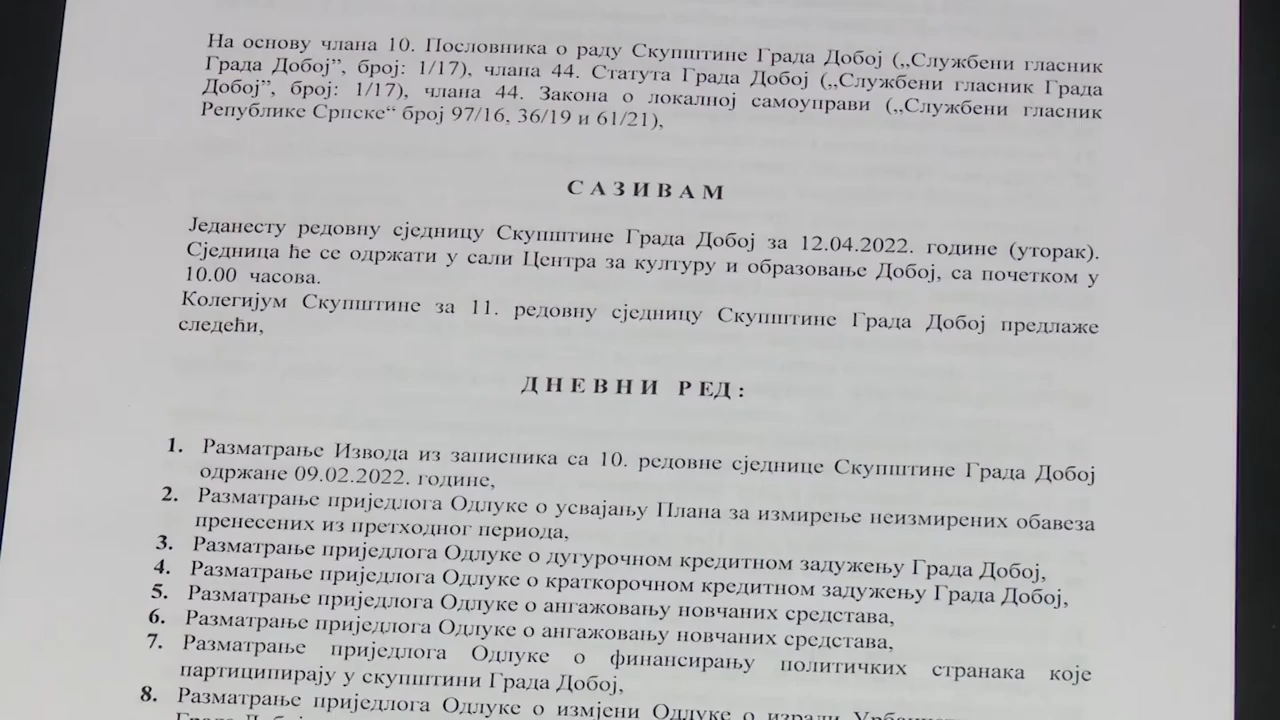 На основу члана 10. Пословника о раду Скупштине Града Добој („Службени гласник
Града Добој”, број: 1/17), члана 44. Статута Града Добој („Службени гласник Града
Добој”, број: 1/17), члана 44. Закона о локалној самоуправи („Службени гласник
Републике Српске“ број 97/16, 36/19 и 61/21),
С А З И В А М
Једанесту редовну сједницу Скупштине Града Добој за 12.04.2022. године (уторак).
Сједница ће се одржати у сали Центра за културу и образовање Добој, са почетком у
10.00 часова.
Колегијум Скупштине за 11. редовну сједницу Скупштине Града Добој предлаже
следећи,
Д Н Е В Н И Р Е Д :
1. Разматрање Извода из записника са 10. редовне сједнице Скупштине Града Добој
одржане 09.02.2022. године,
2. Разматрање приједлога Одлуке о усвајању Плана за измирење неизмирених обавеза
пренесених из претходног периода,
3. Разматрање приједлога Одлуке о дугурочном кредитном задужењу Града Добој,
4. Разматрање приједлога Одлуке о краткорочном кредитном задужењу Града Добој,
5. Разматрање приједлога Одлуке о ангажовању новчаних средстава,
6. Разматрање приједлога Одлуке о ангажовању новчаних средстава,
7. Разматрање приједлога Одлуке о финансирању политичких странака које
партиципирају у скупштини Града Добој,
8. Разматрање приједлога Одлуке о измјени Одлуке о изради